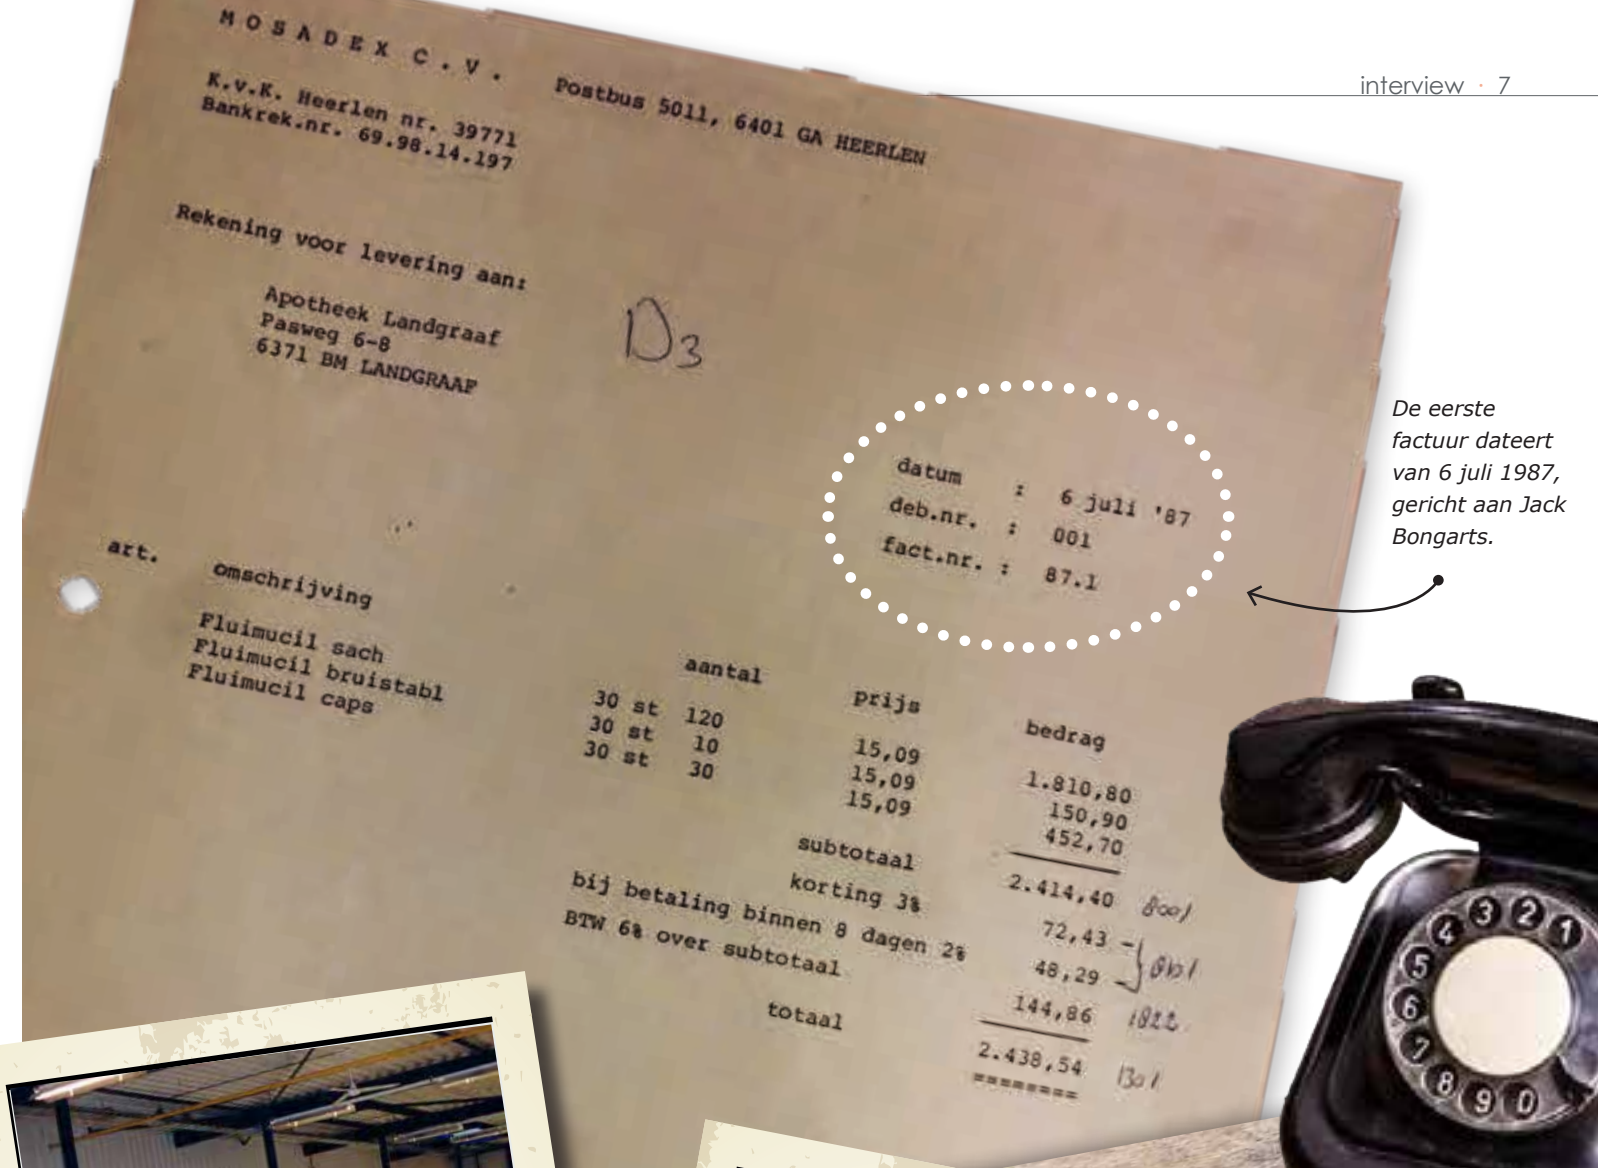 interview · 7
MOSADEX C.V.
Postbus 5011, 6401 GA HEERLEN
K.v.K. Heerlen nr. 39771
Bankrek.nr. 69.98.14.197
Rekening voor levering aan:
Apotheek Landgraaf
Pasweg 6-8
6371 BM LANDGRAAF
D3
datum : 6 juli '87
deb.nr. : 001
fact.nr. : 87.1
De eerste
factuur dateert
van 6 juli 1987,
gericht aan Jack
Bongarts.
art. omschrijving aantal prijs bedrag
Fluimucil sach 30 st 120 15,09 1.810,80
Fluimucil bruistabl 30 st 10 15,09 150,90
Fluimucil caps 30 st 30 15,09 452,70
subtotaal 2.414,40
korting 3% 72,43 -
bij betaling binnen 8 dagen 2% 48,29 -
BTW 6% over subtotaal 144,86
totaal 2.438,54
========
1
2
3
4
5
6
7
8
9
0